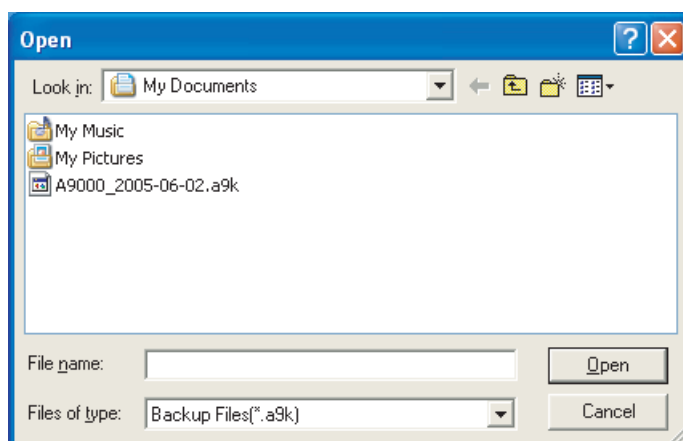 Open
Look in: My Documents
My Music
My Pictures
A9000_2005-06-02.a9k
File name: Open
Files of type: Backup Files(*.a9k) Cancel